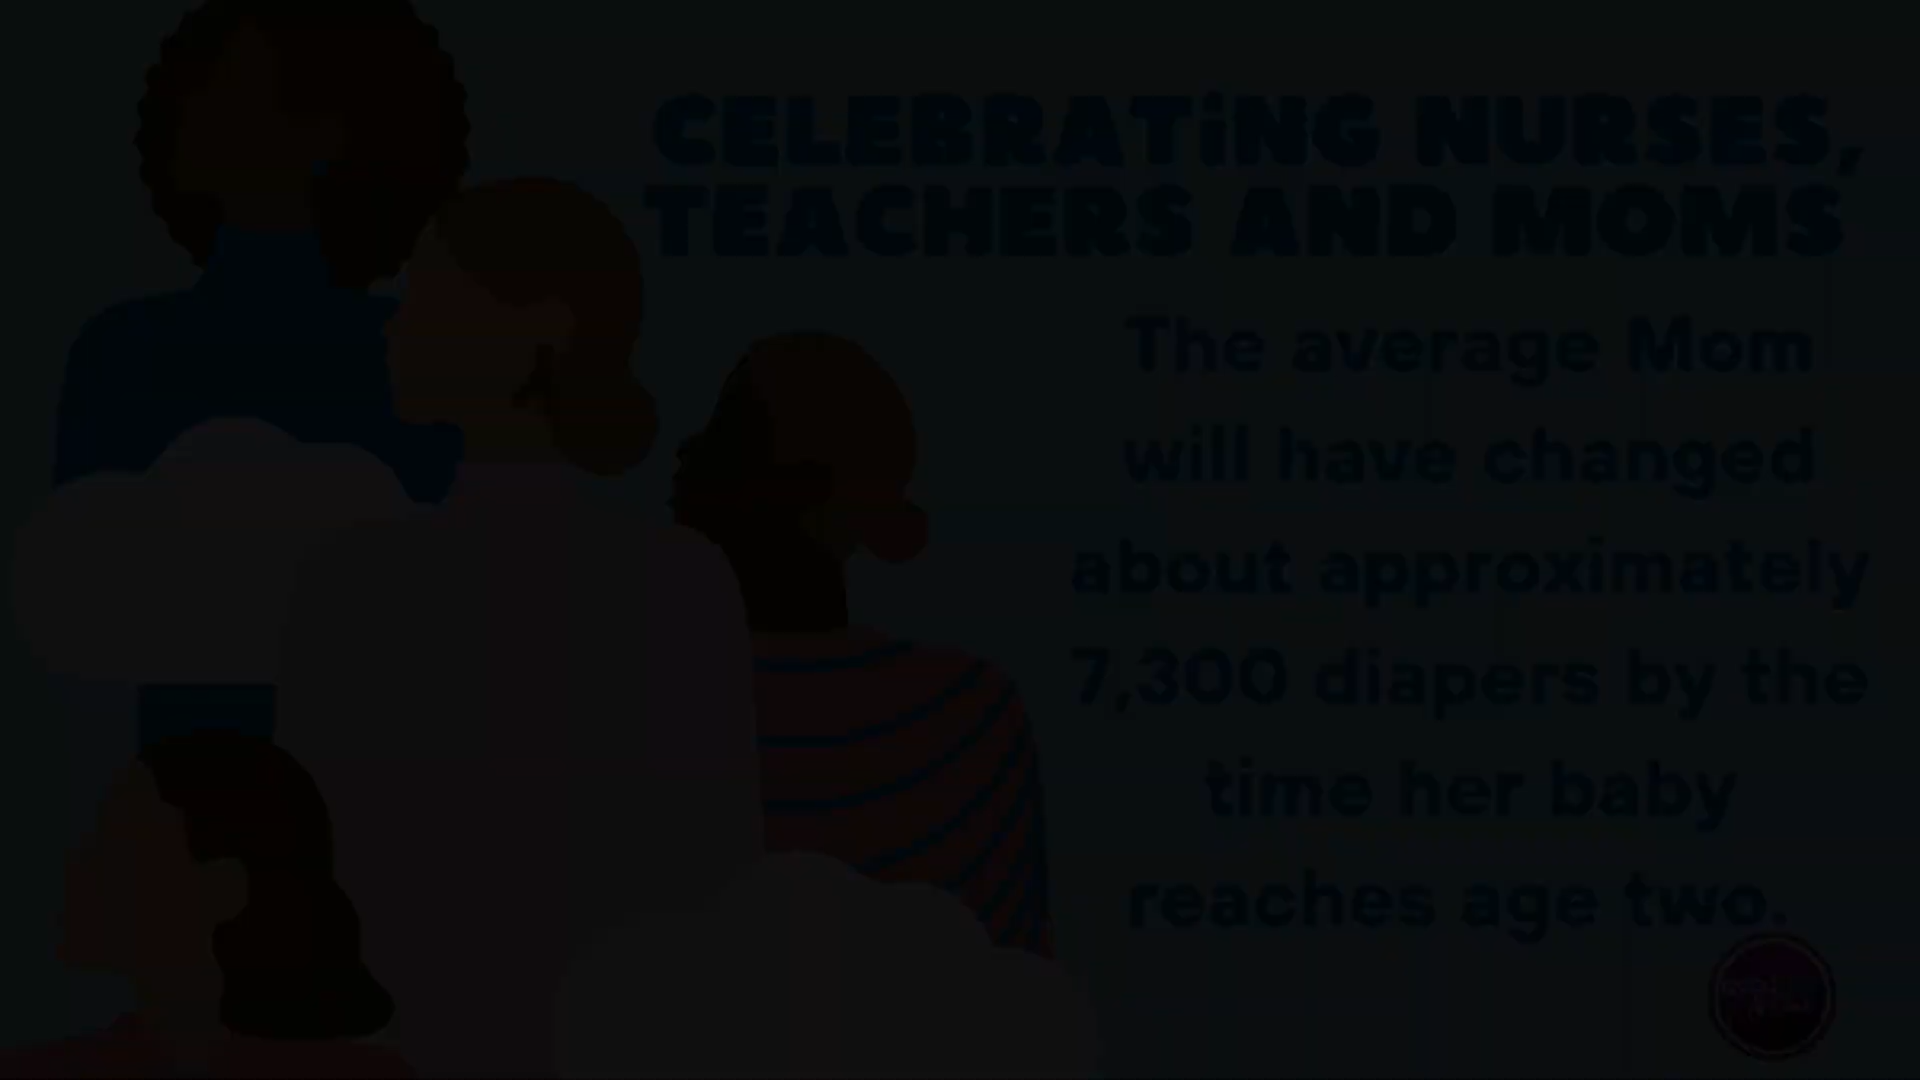 CELEBRATiNG NURSES,
TEACHERS AND MOMS
The average Mom
will have changed
about approximately
7,300 diapers by the
time her baby
reaches age two.